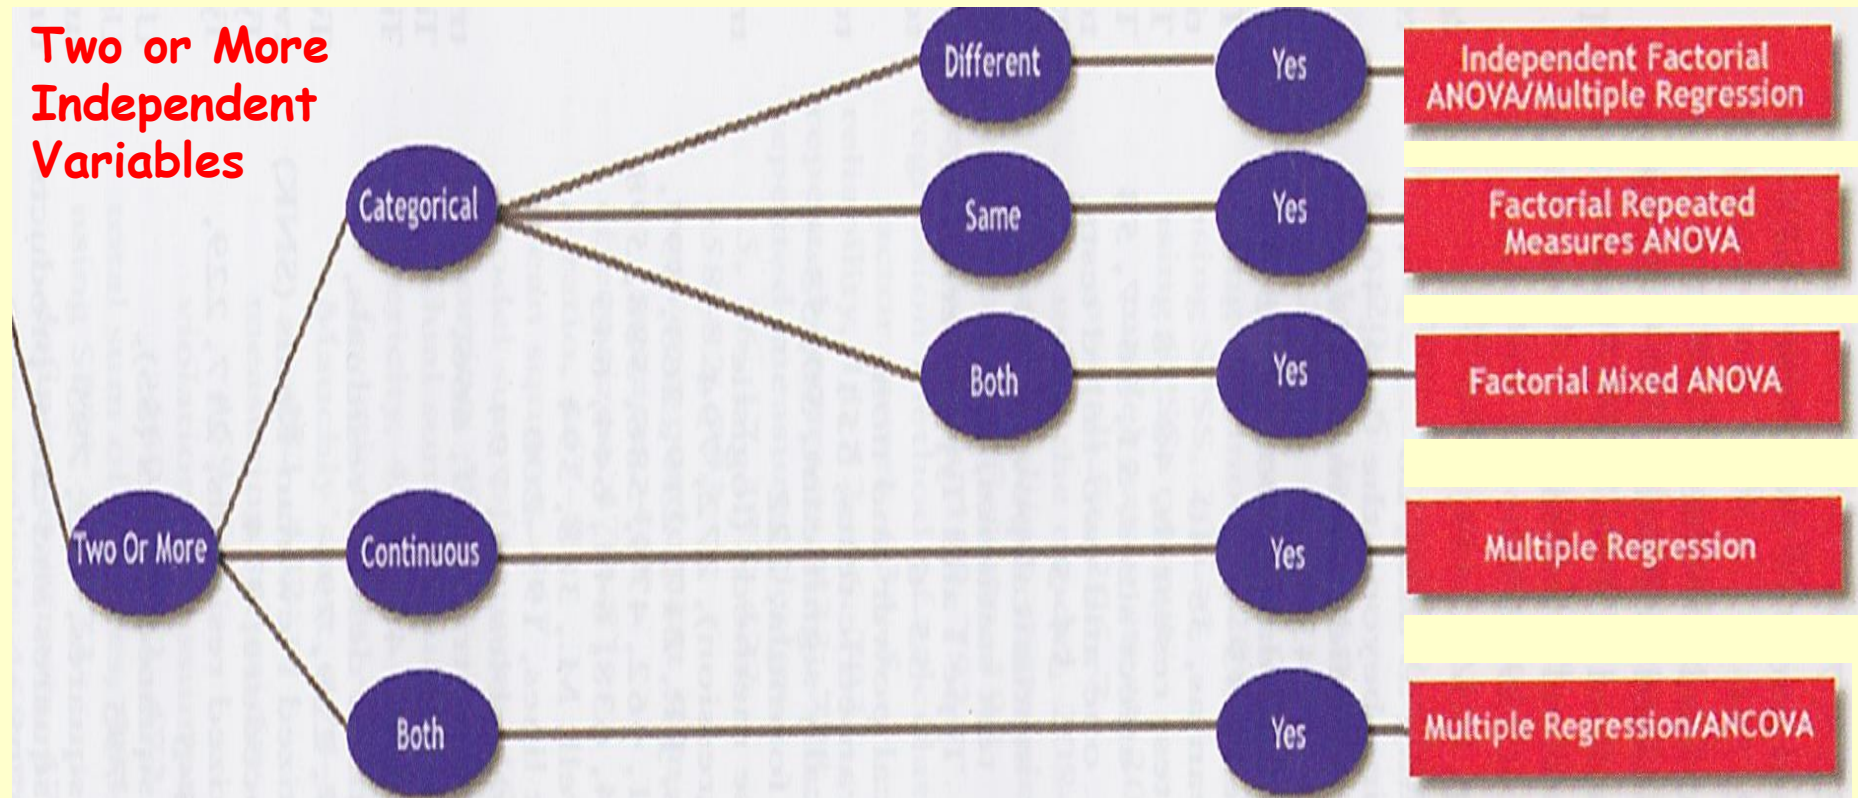 Two or More
Independent
Variables
Different
Yes
Independent Factorial
ANOVA/Multiple Regression
Categorical
Same
Yes
Factorial Repeated
Measures ANOVA
Both
Yes
Factorial Mixed ANOVA
Two Or More
Continuous
Yes
Multiple Regression
Both
Yes
Multiple Regression/ANCOVA